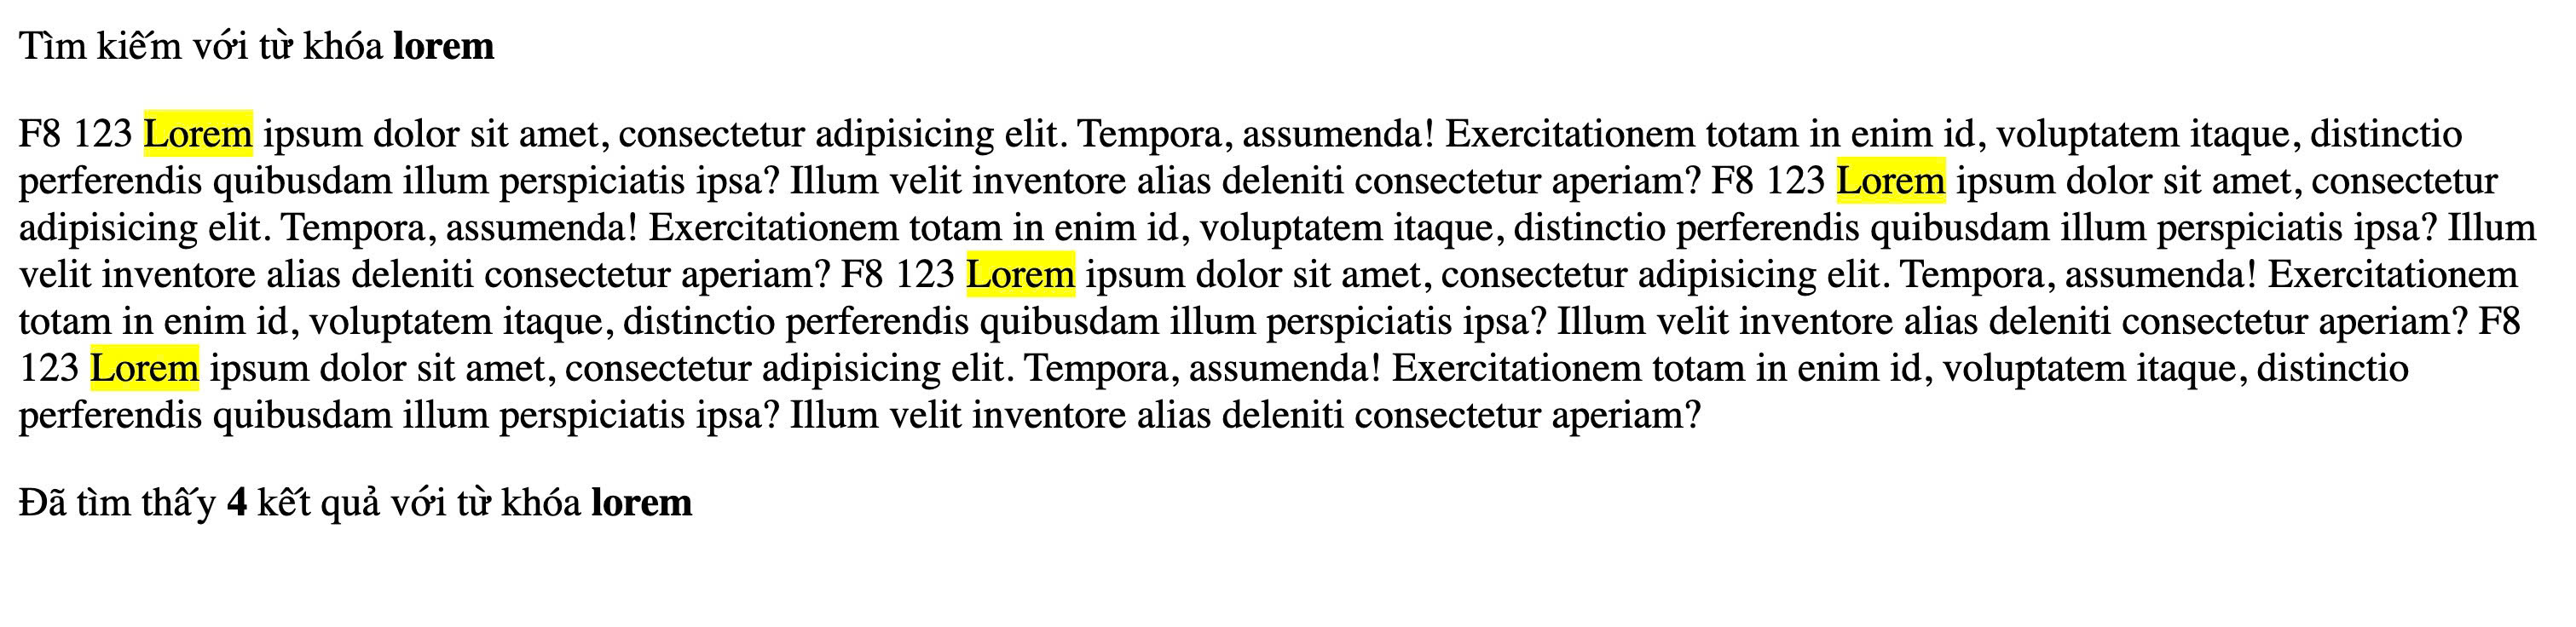 Tìm kiếm với từ khóa lorem
F8 123 Lorem ipsum dolor sit amet, consectetur adipisicing elit. Tempora, assumenda! Exercitationem totam in enim id, voluptatem itaque, distinctio
perferendis quibusdam illum perspiciatis ipsa? Illum velit inventore alias deleniti consectetur aperiam? F8 123 Lorem ipsum dolor sit amet, consectetur
adipisicing elit. Tempora, assumenda! Exercitationem totam in enim id, voluptatem itaque, distinctio perferendis quibusdam illum perspiciatis ipsa? Illum
velit inventore alias deleniti consectetur aperiam? F8 123 Lorem ipsum dolor sit amet, consectetur adipisicing elit. Tempora, assumenda! Exercitationem
totam in enim id, voluptatem itaque, distinctio perferendis quibusdam illum perspiciatis ipsa? Illum velit inventore alias deleniti consectetur aperiam? F8
123 Lorem ipsum dolor sit amet, consectetur adipisicing elit. Tempora, assumenda! Exercitationem totam in enim id, voluptatem itaque, distinctio
perferendis quibusdam illum perspiciatis ipsa? Illum velit inventore alias deleniti consectetur aperiam?
Đã tìm thấy 4 kết quả với từ khóa lorem